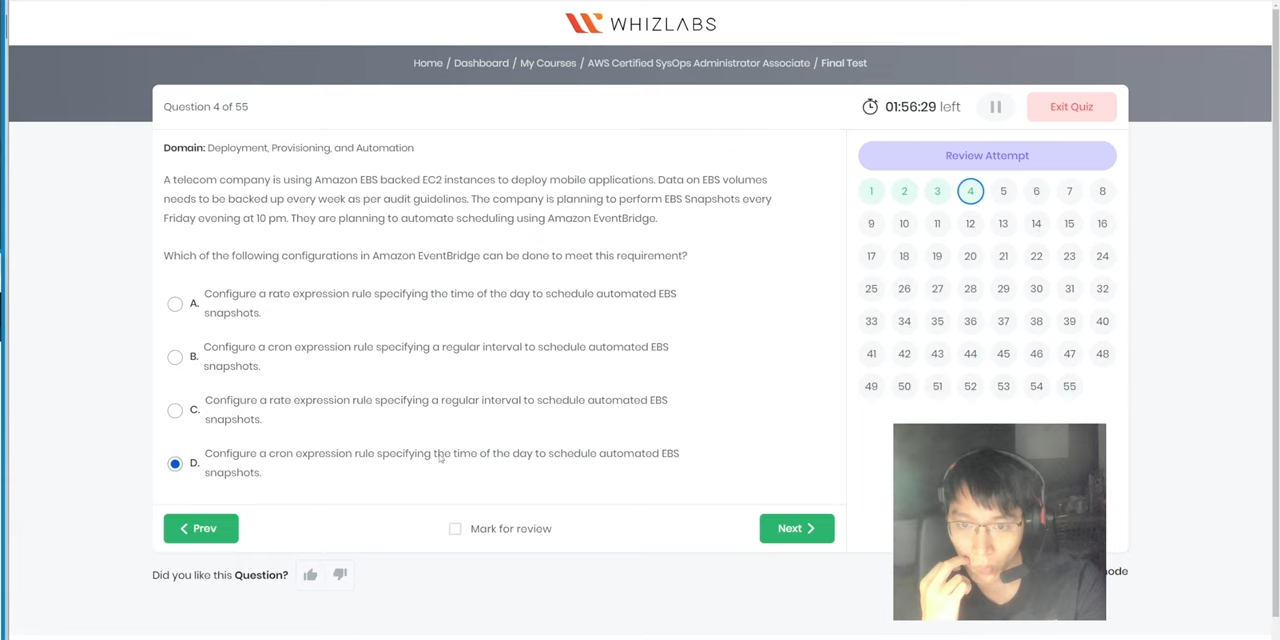 WHIZLABS
Home / Dashboard / My Courses / AWS Certified SysOps Administrator Associate / Final Test
Question 4 of 55
01:56:29 left
Exit Quiz
Domain: Deployment, Provisioning, and Automation
A telecom company is using Amazon EBS backed EC2 instances to deploy mobile applications. Data on EBS volumes
needs to be backed up every week as per audit guidelines. The company is planning to perform EBS Snapshots every
Friday evening at 10 pm. They are planning to automate scheduling using Amazon EventBridge.
Which of the following configurations in Amazon EventBridge can be done to meet this requirement?
A. Configure a rate expression rule specifying the time of the day to schedule automated EBS
snapshots.
B. Configure a cron expression rule specifying a regular interval to schedule automated EBS
snapshots.
C. Configure a rate expression rule specifying a regular interval to schedule automated EBS
snapshots.
D. Configure a cron expression rule specifying the time of the day to schedule automated EBS
snapshots.
Prev
Mark for review
Next
Did you like this Question?
Review Attempt
1 2 3 4 5 6 7 8
9 10 11 12 13 14 15 16
17 18 19 20 21 22 23 24
25 26 27 28 29 30 31 32
33 34 35 36 37 38 39 40
41 42 43 44 45 46 47 48
49 50 51 52 53 54 55